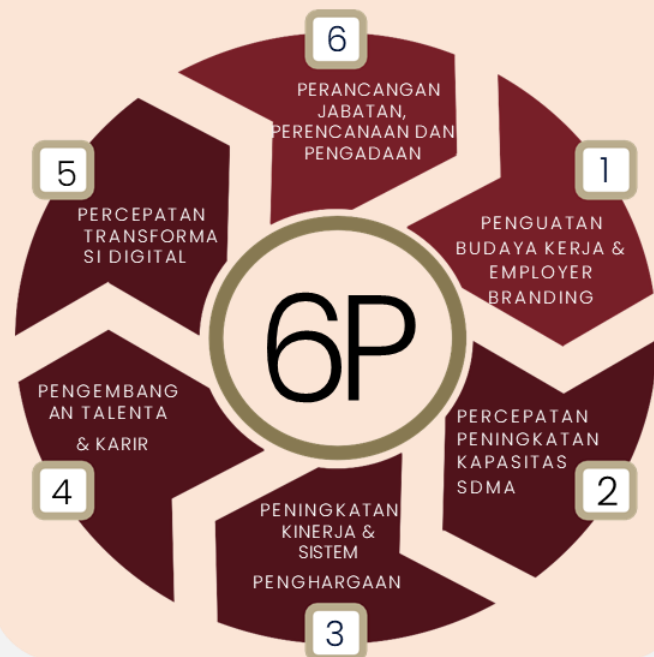 6
PERANCANGAN
JABATAN,
PERENCANAAN DAN
PENGADAAN
1
PENGUATAN
BUDAYA KERJA &
EMPLOYER
BRANDING
2
PERCEPATAN
PENINGKATAN
KAPASITAS
SDMA
3
PENINGKATAN
KINERJA &
SISTEM
PENGHARGAAN
4
PENGEMBANG
AN TALENTA
& KARIR
5
PERCEPATAN
TRANSFORMA
SI DIGITAL
6P